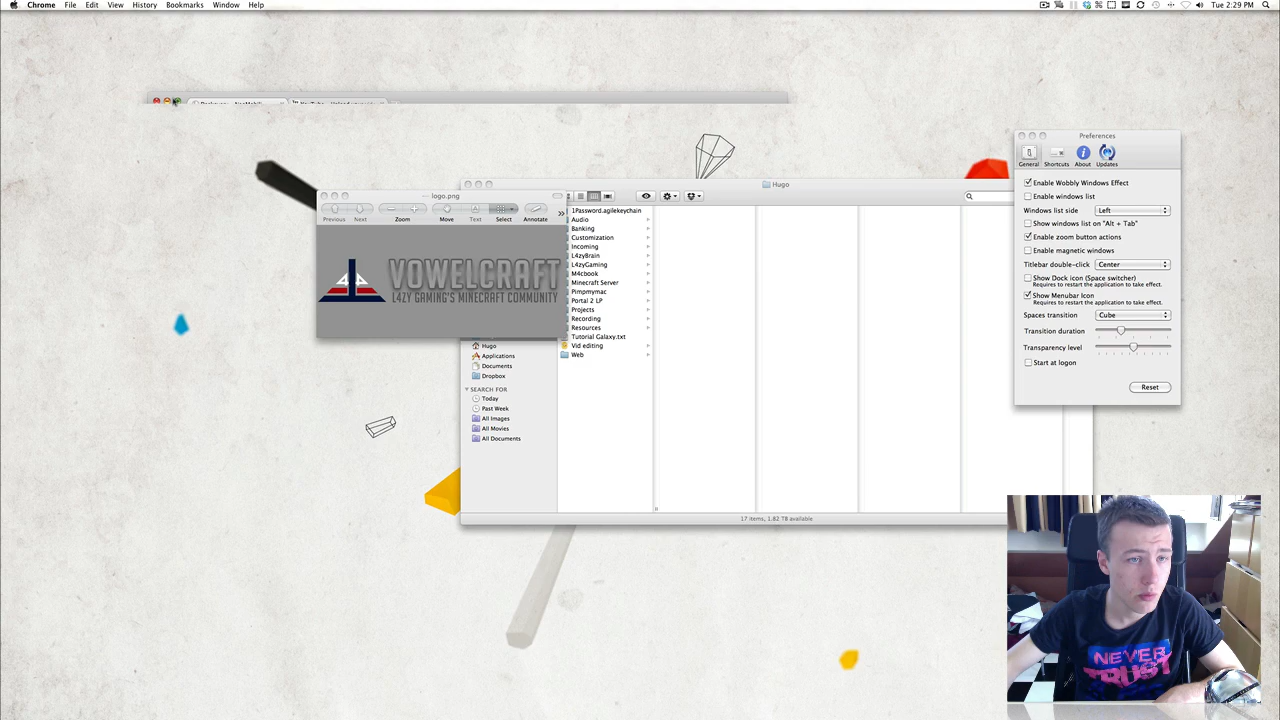 Chrome File Edit View History Bookmarks Window Help
Tue 2:29 PM
Preferences
General Shortcuts About Updates
Enable Wobbly Windows Effect
Enable windows list
Windows list side Left
Show windows list on "Alt + Tab"
Enable zoom button actions
Enable magnetic windows
Titlebar double-click Center
Show Dock icon (Space switcher)
Requires to restart the application to take effect.
Show Menubar Icon
Requires to restart the application to take effect.
Spaces transition Cube
Transition duration
Transparency level
Start at logon
Reset
Hugo
logo.png
Previous Next Zoom Move Text Select Annotate
OWELCRAFT
L4ZY GAMING'S MINECRAFT COMMUNITY
1Password.agilekeychain
Audio
Banking
Customization
Incoming
L4zyBrain
L4zyGaming
M4cbook
Minecraft Server
Pimpmymac
Portal 2 LP
Projects
Recording
Resources
Tutorial Galaxy.txt
Vid editing
Web
Hugo
Applications
Documents
Dropbox
SEARCH FOR
Today
Past Week
All Images
All Movies
All Documents
17 items, 1.82 TB available
NEVER
TRUST